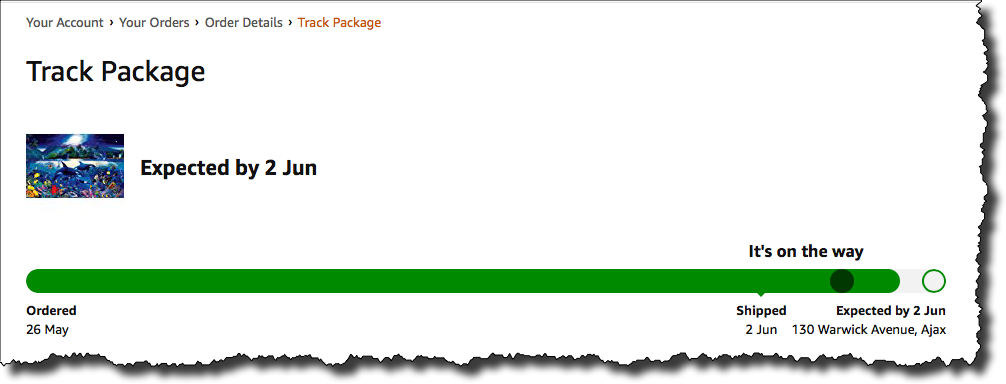 Your Account › Your Orders › Order Details › Track Package
Track Package
Expected by 2 Jun
It's on the way
Ordered
26 May
Shipped
2 Jun
Expected by 2 Jun
130 Warwick Avenue, Ajax